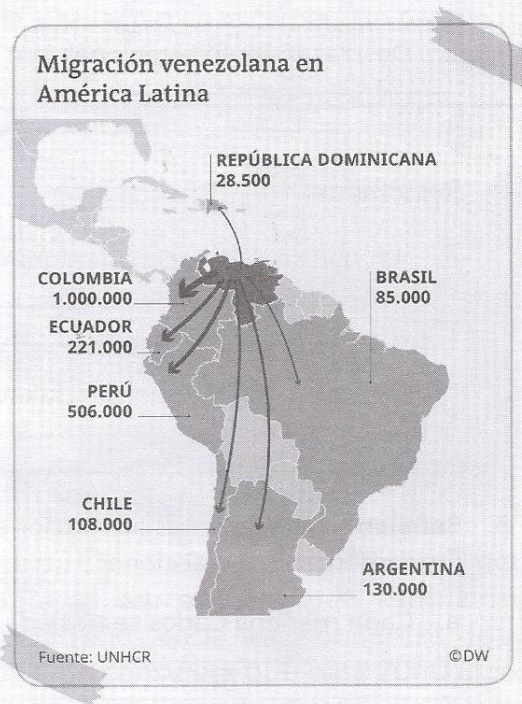 Migración venezolana en
América Latina
REPÚBLICA DOMINICANA
28.500
COLOMBIA
1.000.000
BRASIL
85.000
ECUADOR
221.000
PERÚ
506.000
CHILE
108.000
ARGENTINA
130.000
Fuente: UNHCR
©DW